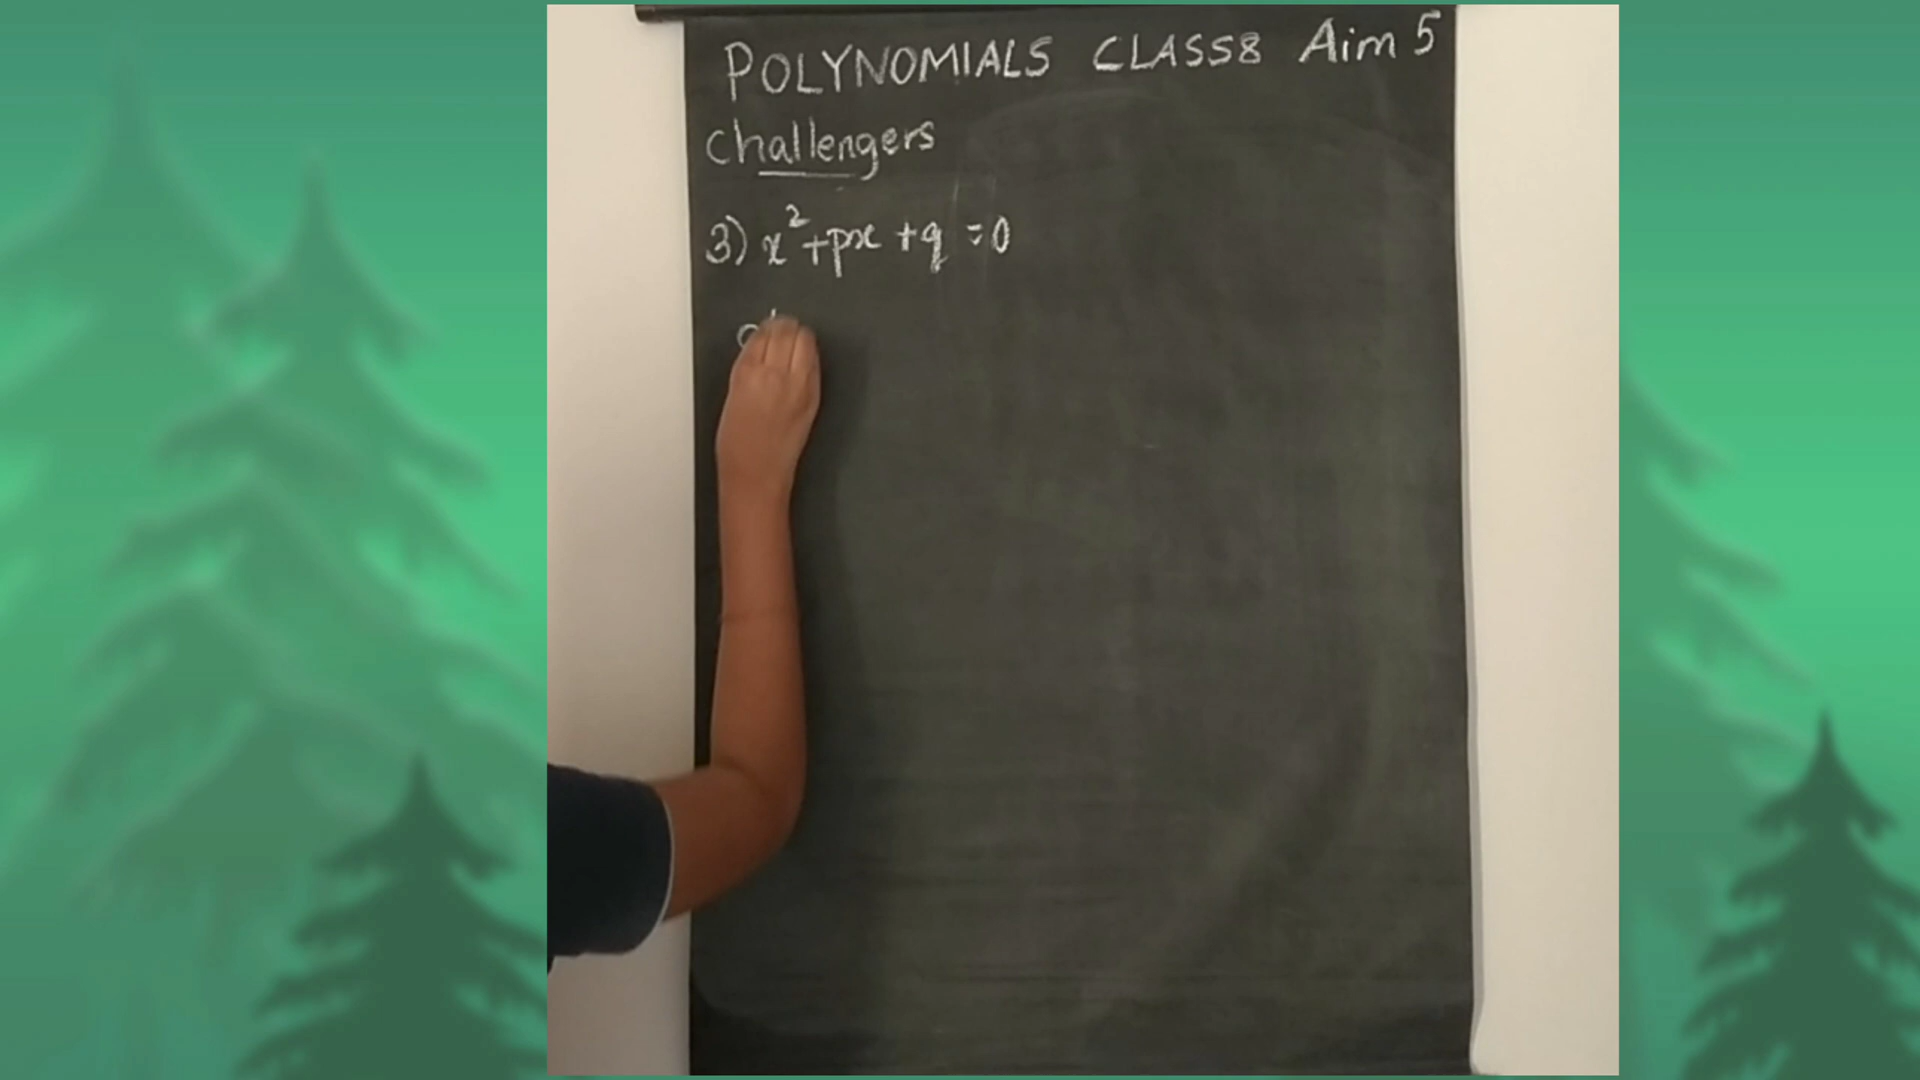 POLYNOMIALS CLASS8 Aim 5
Challengers
3) x²+px +q =0